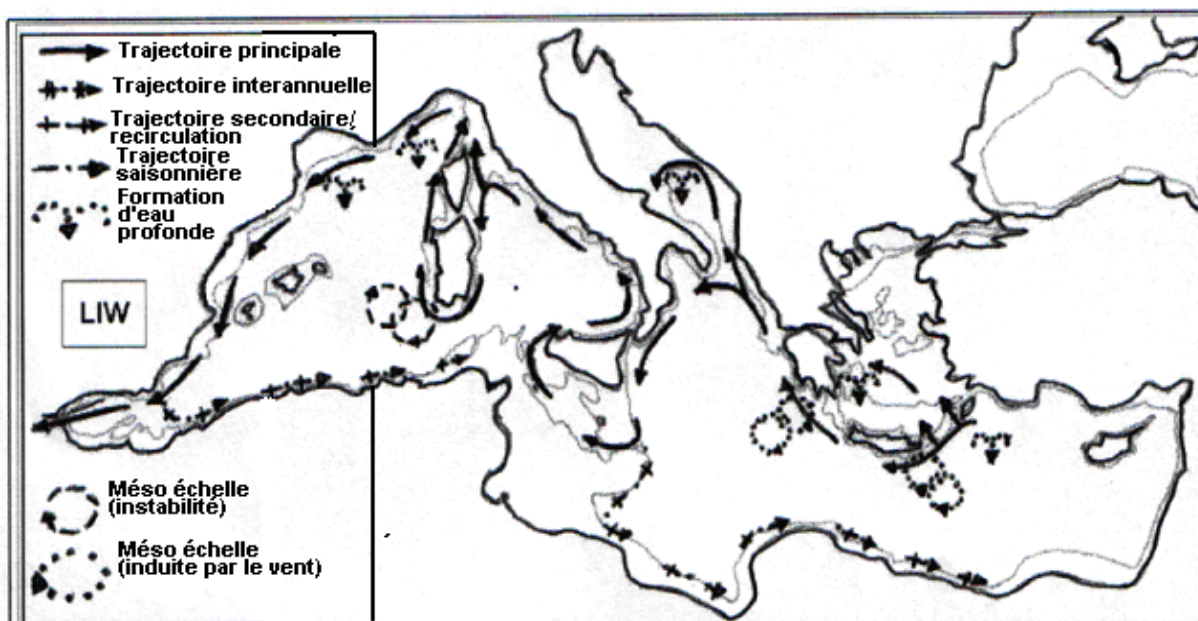 Trajectoire principale
Trajectoire interannuelle
Trajectoire secondaire/
recirculation
Trajectoire
saisonnière
Formation
d'eau
profonde
LIW
Méso échelle
(instabilité)
Méso échelle
(induite par le vent)